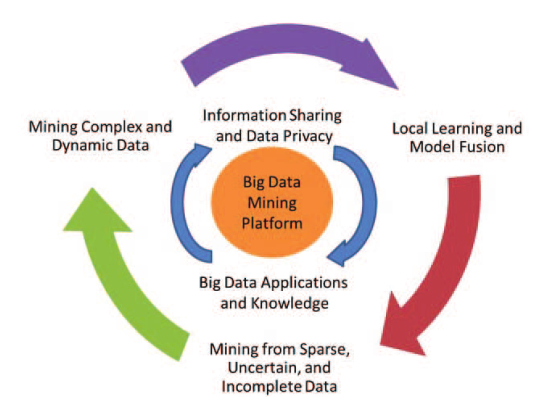 Information Sharing
and Data Privacy
Mining Complex and
Dynamic Data
Local Learning and
Model Fusion
Big Data
Mining
Platform
Big Data Applications
and Knowledge
Mining from Sparse,
Uncertain, and
Incomplete Data